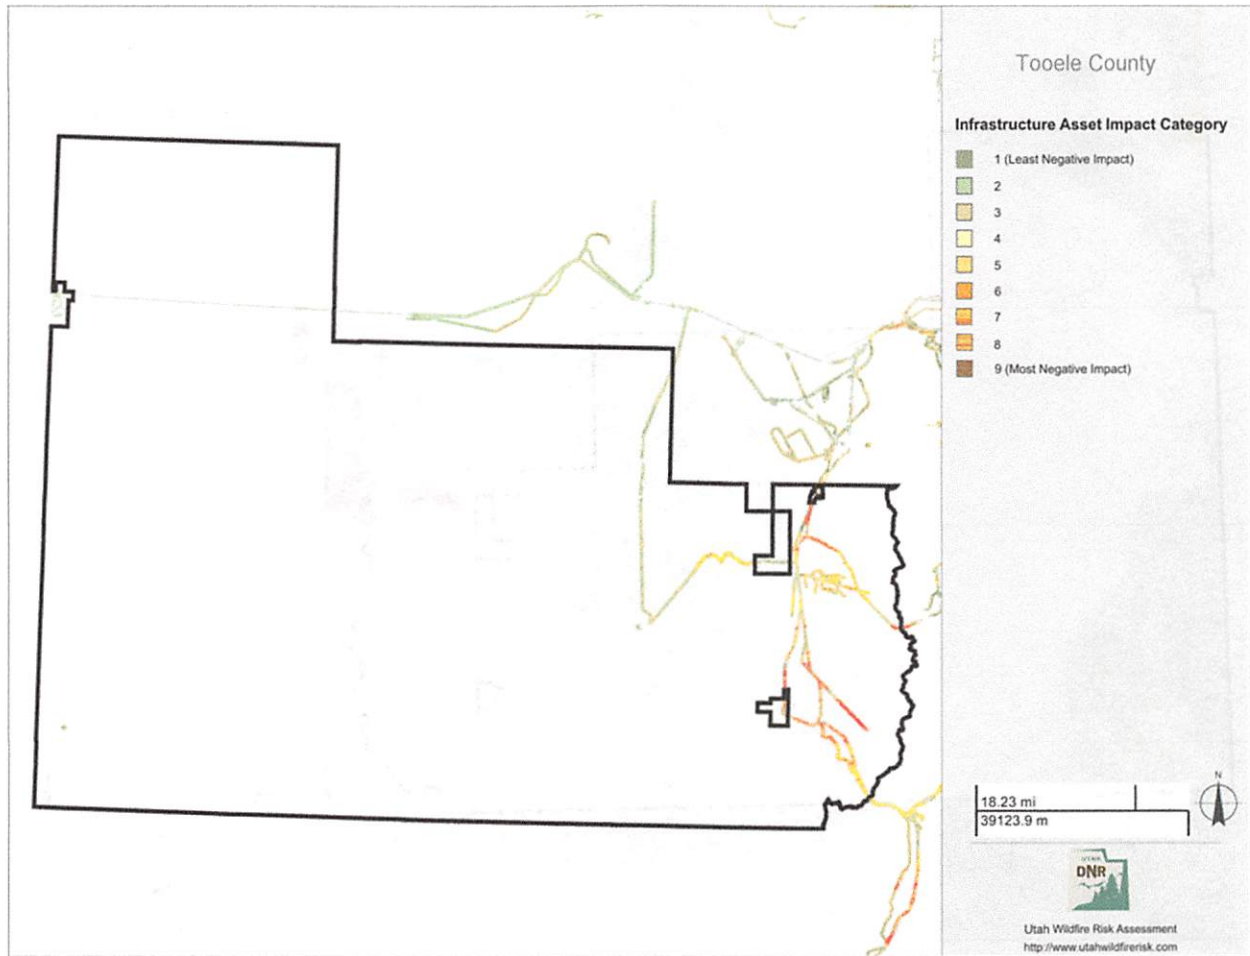 Tooele County
Infrastructure Asset Impact Category
1 (Least Negative Impact)
2
3
4
5
6
7
8
9 (Most Negative Impact)
N
18.23 mi
39123.9 m
UTAH
DNR
Utah Wildfire Risk Assessment
http://www.utahwildfirerisk.com